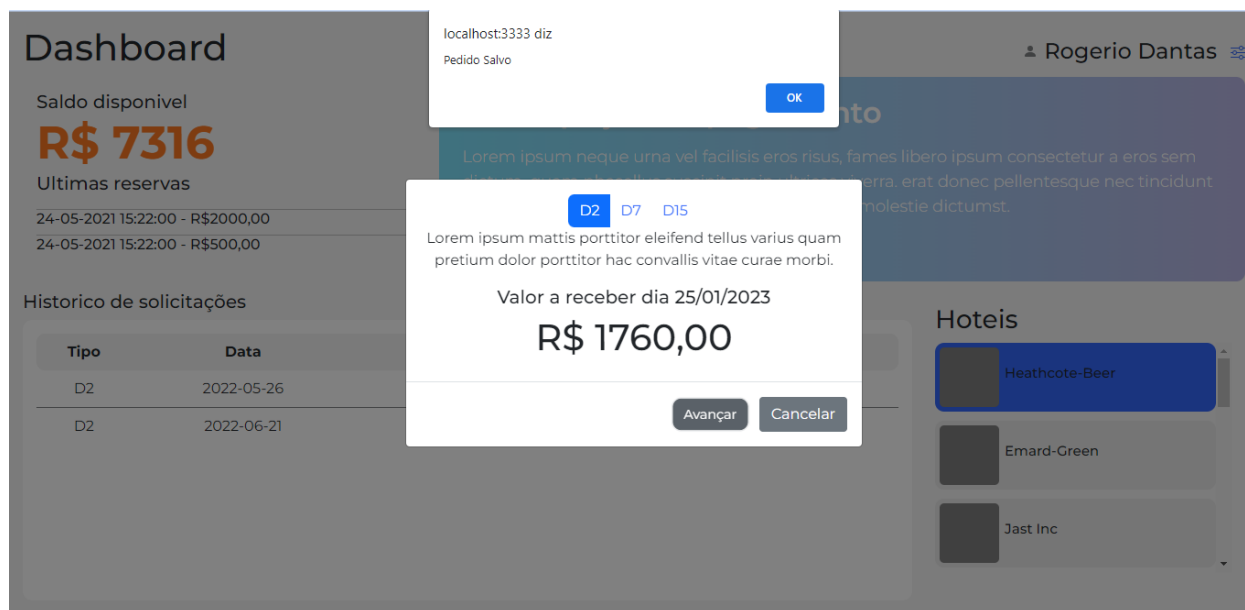 localhost:3333 diz
Pedido Salvo
OK
Dashboard
Rogerio Dantas
Saldo disponivel
R$ 7316
Ultimas reservas
24-05-2021 15:22:00 - R$2000,00
24-05-2021 15:22:00 - R$500,00
nto
Lorem ipsum neque urna vel facilisis eros risus, fames libero ipsum consectetur a eros sem
erra. erat donec pellentesque nec tincidunt
molestie dictumst.
D2 D7 D15
Lorem ipsum mattis porttitor eleifend tellus varius quam
pretium dolor porttitor hac convallis vitae curae morbi.
Valor a receber dia 25/01/2023
R$ 1760,00
Avançar Cancelar
Historico de solicitações
Tipo Data
D2 2022-05-26
D2 2022-06-21
Hoteis
Heathcote-Beer
Emard-Green
Jast Inc